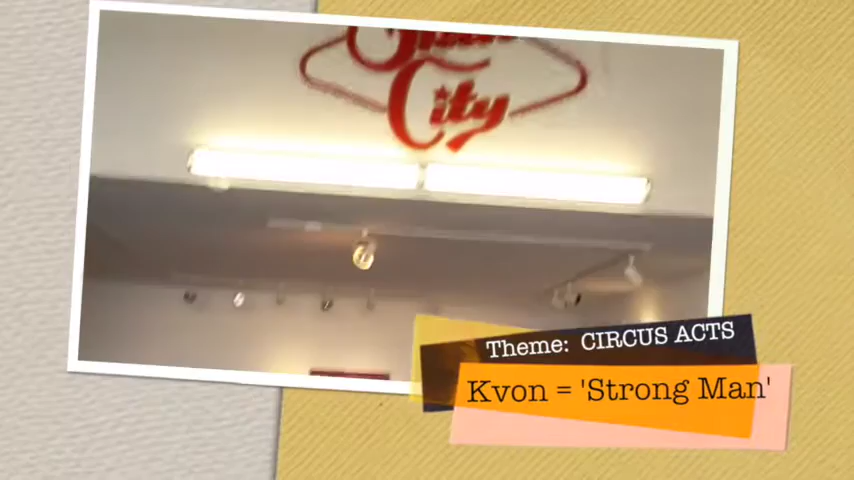 City
Theme: CIRCUS ACTS
Kvon = 'Strong Man'